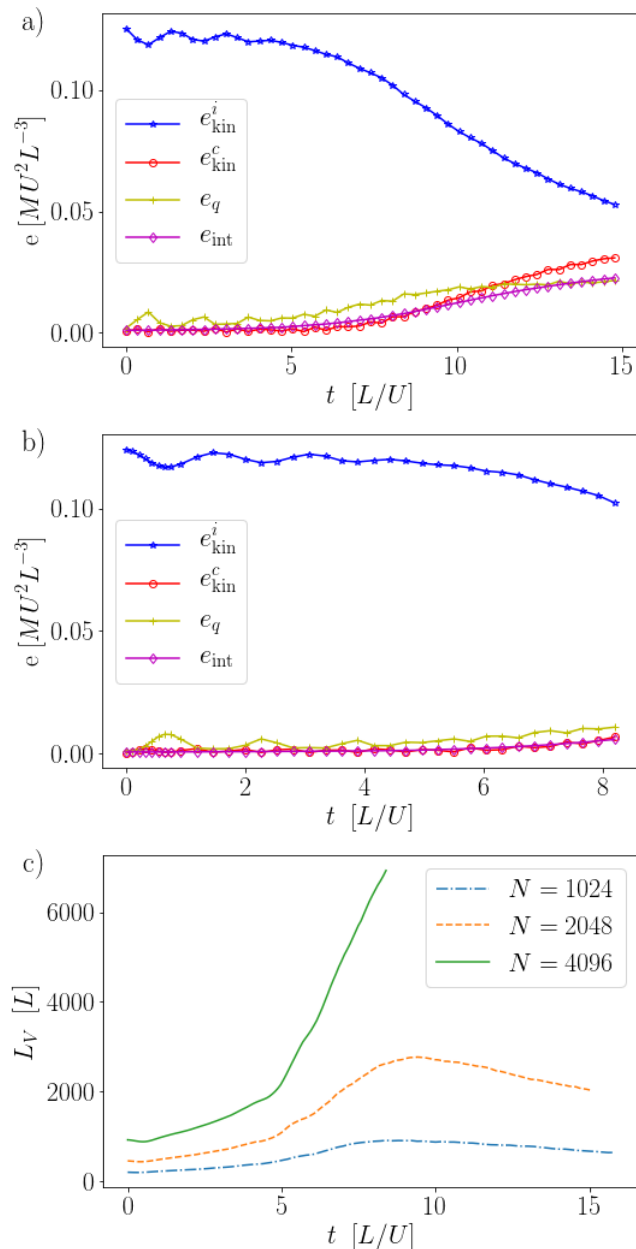 a)
0.10
0.05
0.00
e [MU²L⁻³]
e^i_kin
e^c_kin
e_q
e_int
0 5 10 15
t [L/U]
b)
0.10
0.05
0.00
e [MU²L⁻³]
e^i_kin
e^c_kin
e_q
e_int
0 2 4 6 8
t [L/U]
c)
6000
4000
2000
0
L_V [L]
N = 1024
N = 2048
N = 4096
0 5 10 15
t [L/U]